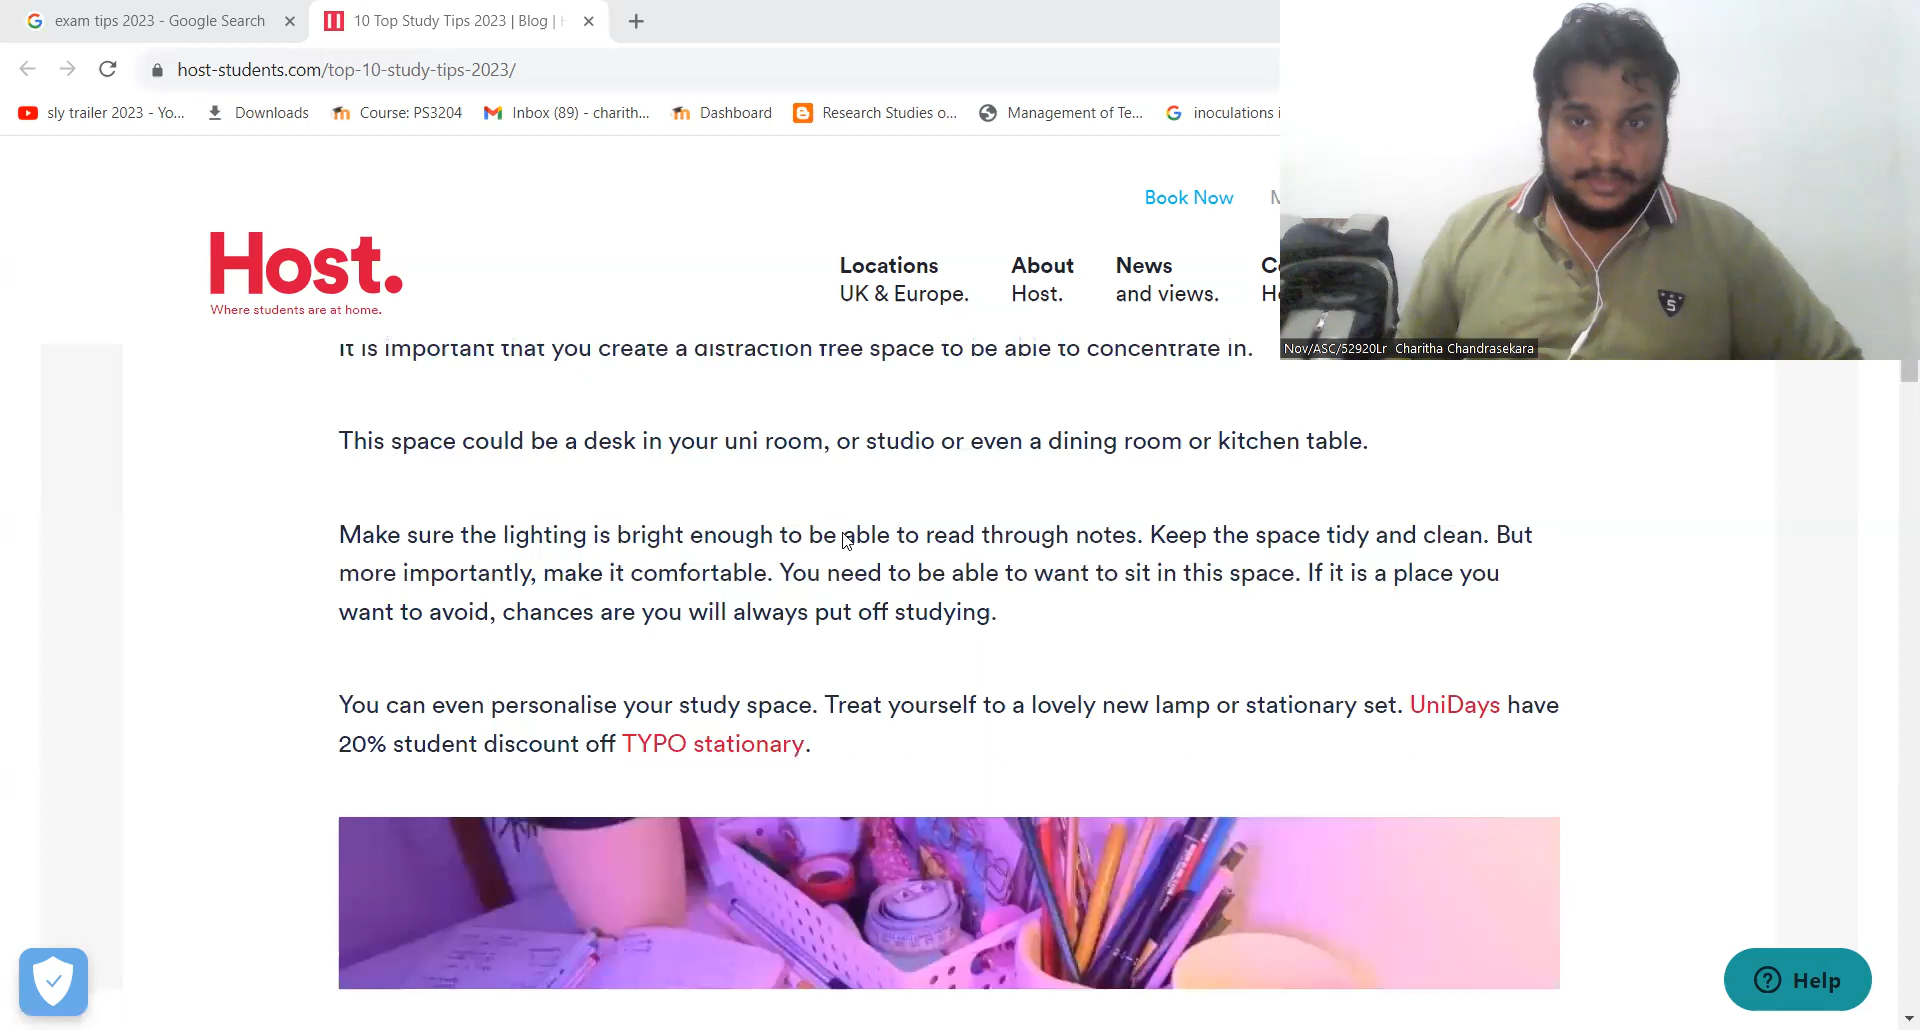 exam tips 2023 - Google Search
10 Top Study Tips 2023 | Blog |
host-students.com/top-10-study-tips-2023/
sly trailer 2023 - Yo...
Downloads
Course: PS3204
Inbox (89) - charith...
Dashboard
Research Studies o...
Management of Te...
inoculations i
Book Now
Host.
Where students are at home.
Locations
UK & Europe.
About
Host.
News
and views.
S
Nov/ASC/52920Lr Charitha Chandrasekara
It is important that you create a distraction free space to be able to concentrate in.
This space could be a desk in your uni room, or studio or even a dining room or kitchen table.
Make sure the lighting is bright enough to be able to read through notes. Keep the space tidy and clean. But
more importantly, make it comfortable. You need to be able to want to sit in this space. If it is a place you
want to avoid, chances are you will always put off studying.
You can even personalise your study space. Treat yourself to a lovely new lamp or stationary set. UniDays have
20% student discount off TYPO stationary.
Help